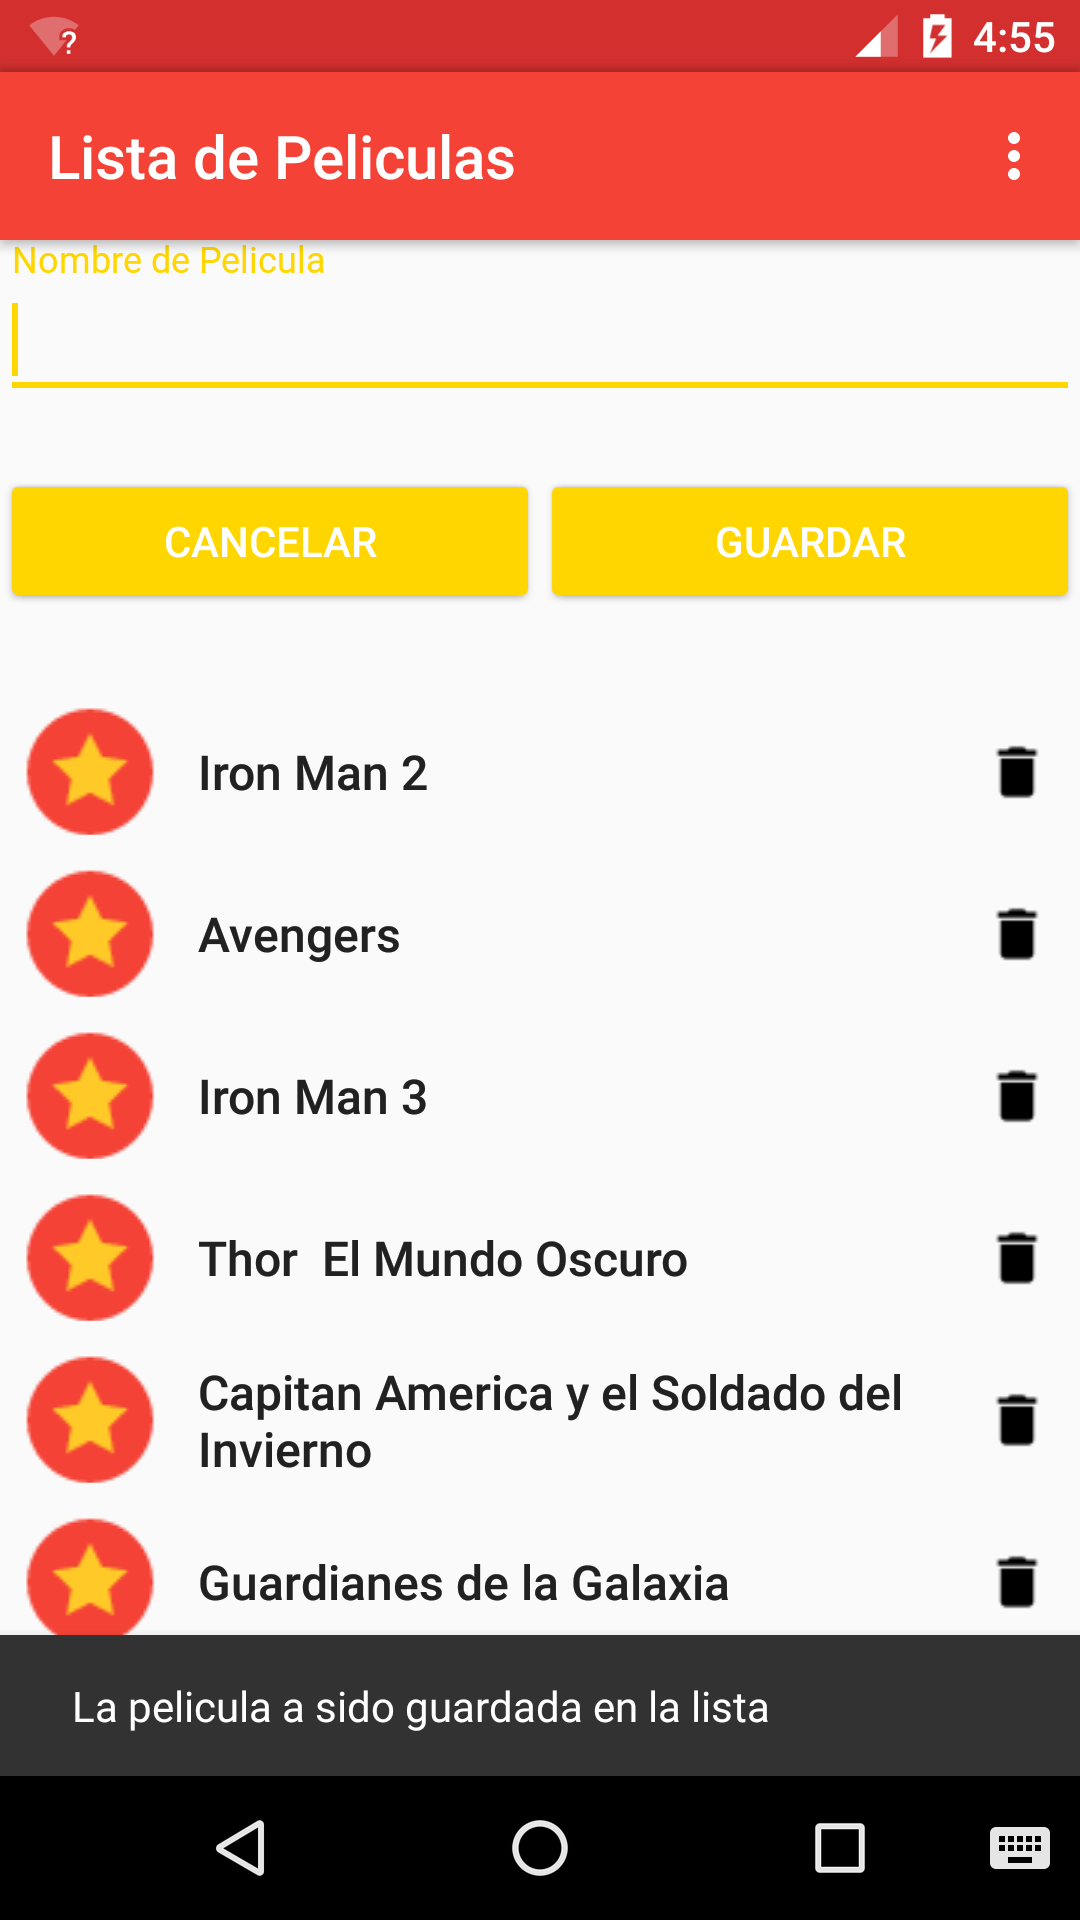 4:55
Lista de Peliculas
Nombre de Pelicula
CANCELAR GUARDAR
Iron Man 2
Avengers
Iron Man 3
Thor  El Mundo Oscuro
Capitan America y el Soldado del
Invierno
Guardianes de la Galaxia
La pelicula a sido guardada en la lista